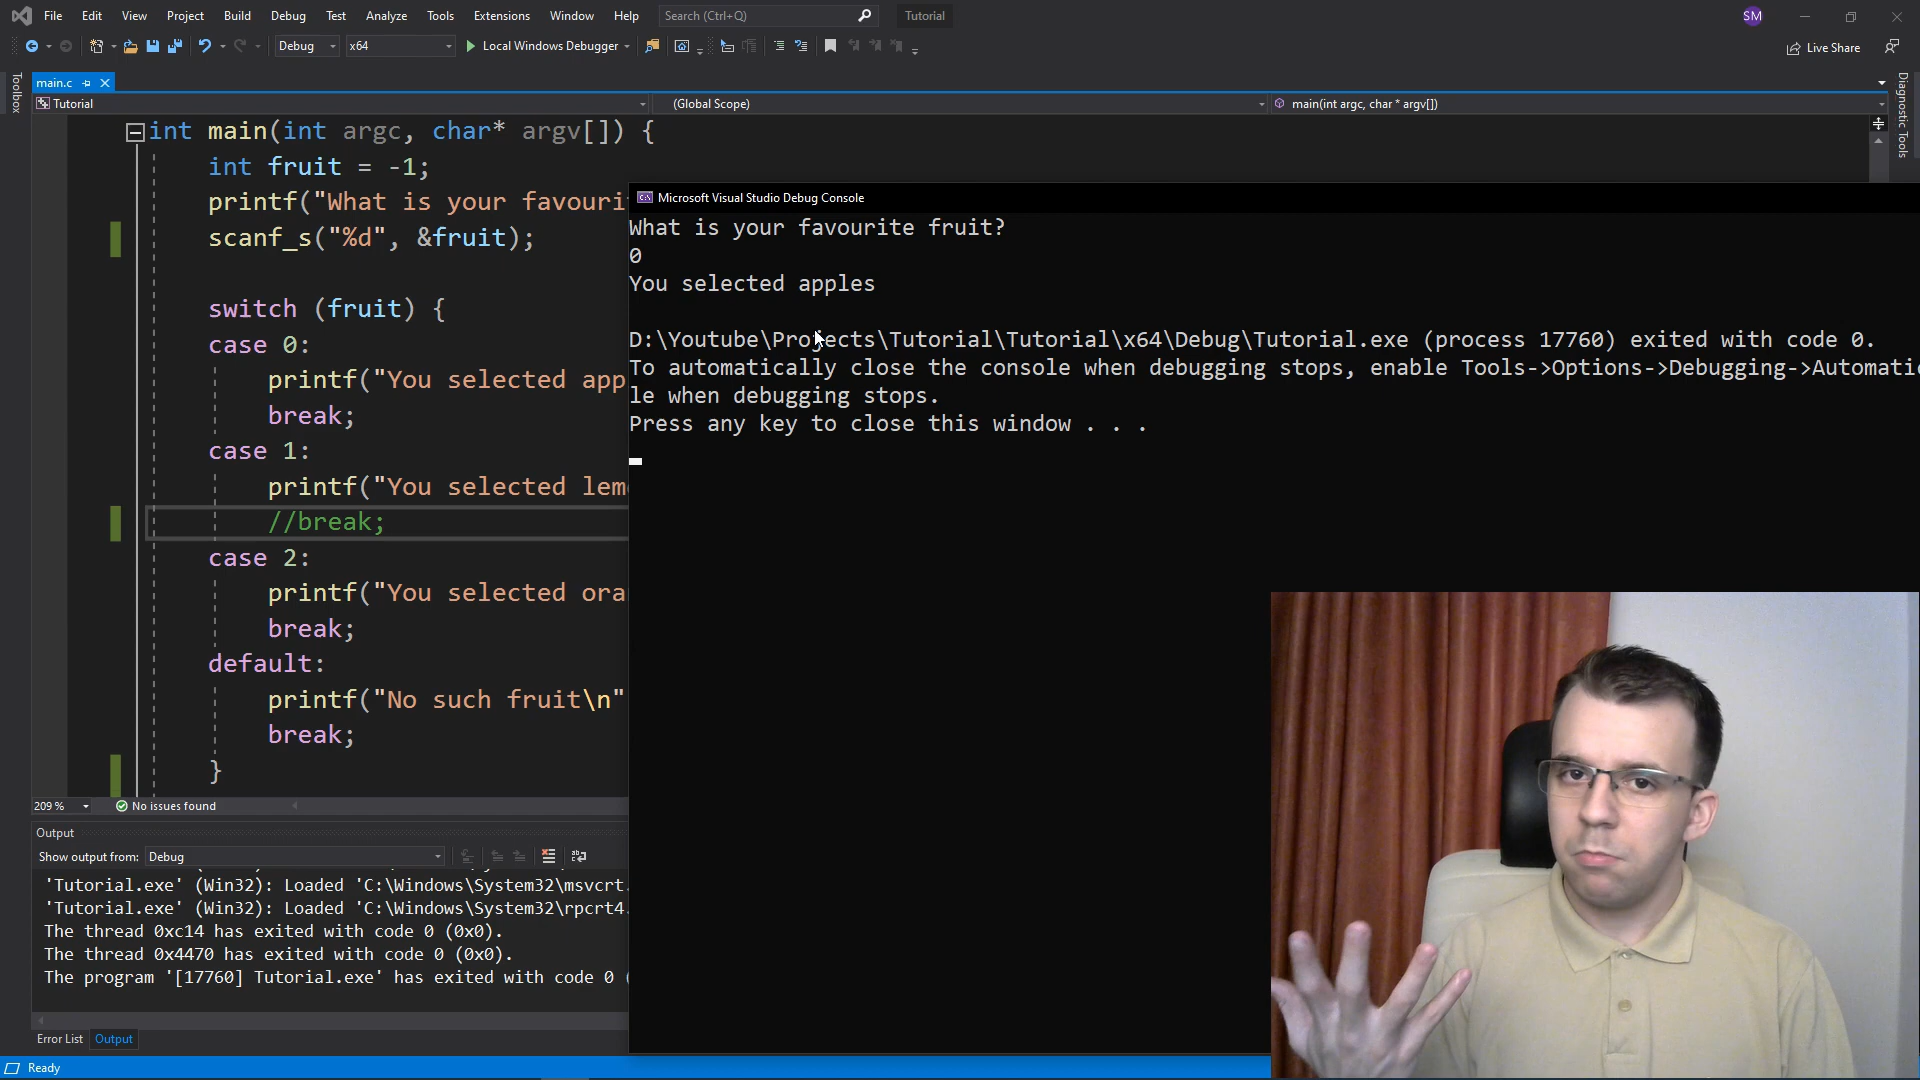 File Edit View Project Build Debug Test Analyze Tools Extensions Window Help Search (Ctrl+Q) Tutorial SM
Debug x64 Local Windows Debugger Live Share
Toolbox
main.c
Diagnostic Tools
Tutorial (Global Scope) main(int argc, char * argv[])
int main(int argc, char* argv[]) {
int fruit = -1;
printf("What is your favouri
scanf_s("%d", &fruit);
switch (fruit) {
case 0:
printf("You selected app
break;
case 1:
printf("You selected lem
//break;
case 2:
printf("You selected ora
break;
default:
printf("No such fruit\n"
break;
}
Microsoft Visual Studio Debug Console
What is your favourite fruit?
0
You selected apples
D:\Youtube\Projects\Tutorial\Tutorial\x64\Debug\Tutorial.exe (process 17760) exited with code 0.
To automatically close the console when debugging stops, enable Tools->Options->Debugging->Automatic
le when debugging stops.
Press any key to close this window . . .
209 % No issues found
Output
Show output from: Debug
'Tutorial.exe' (Win32): Loaded 'C:\Windows\System32\msvcrt.
'Tutorial.exe' (Win32): Loaded 'C:\Windows\System32\rpcrt4.
The thread 0xc14 has exited with code 0 (0x0).
The thread 0x4470 has exited with code 0 (0x0).
The program '[17760] Tutorial.exe' has exited with code 0 (
Error List Output
Ready